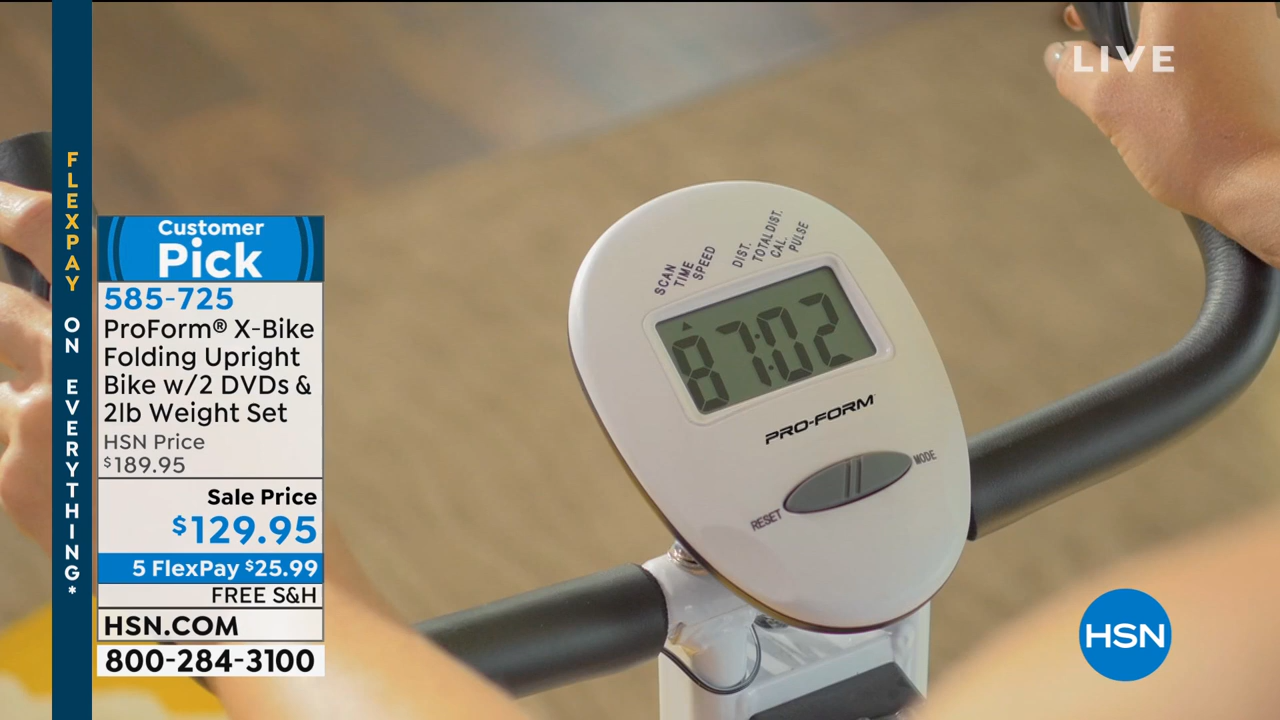 LIVE
FLEXPAY ON EVERYTHING*
Customer
Pick
585-725
ProForm® X-Bike
Folding Upright
Bike w/2 DVDs &
2lb Weight Set
HSN Price
$189.95
Sale Price
$129.95
5 FlexPay $25.99
FREE S&H
HSN.COM
800-284-3100
SCAN
TIME
SPEED
DIST.
TOTAL DIST.
CAL.
PULSE
87:02
PRO-FORM
MODE
RESET
HSN